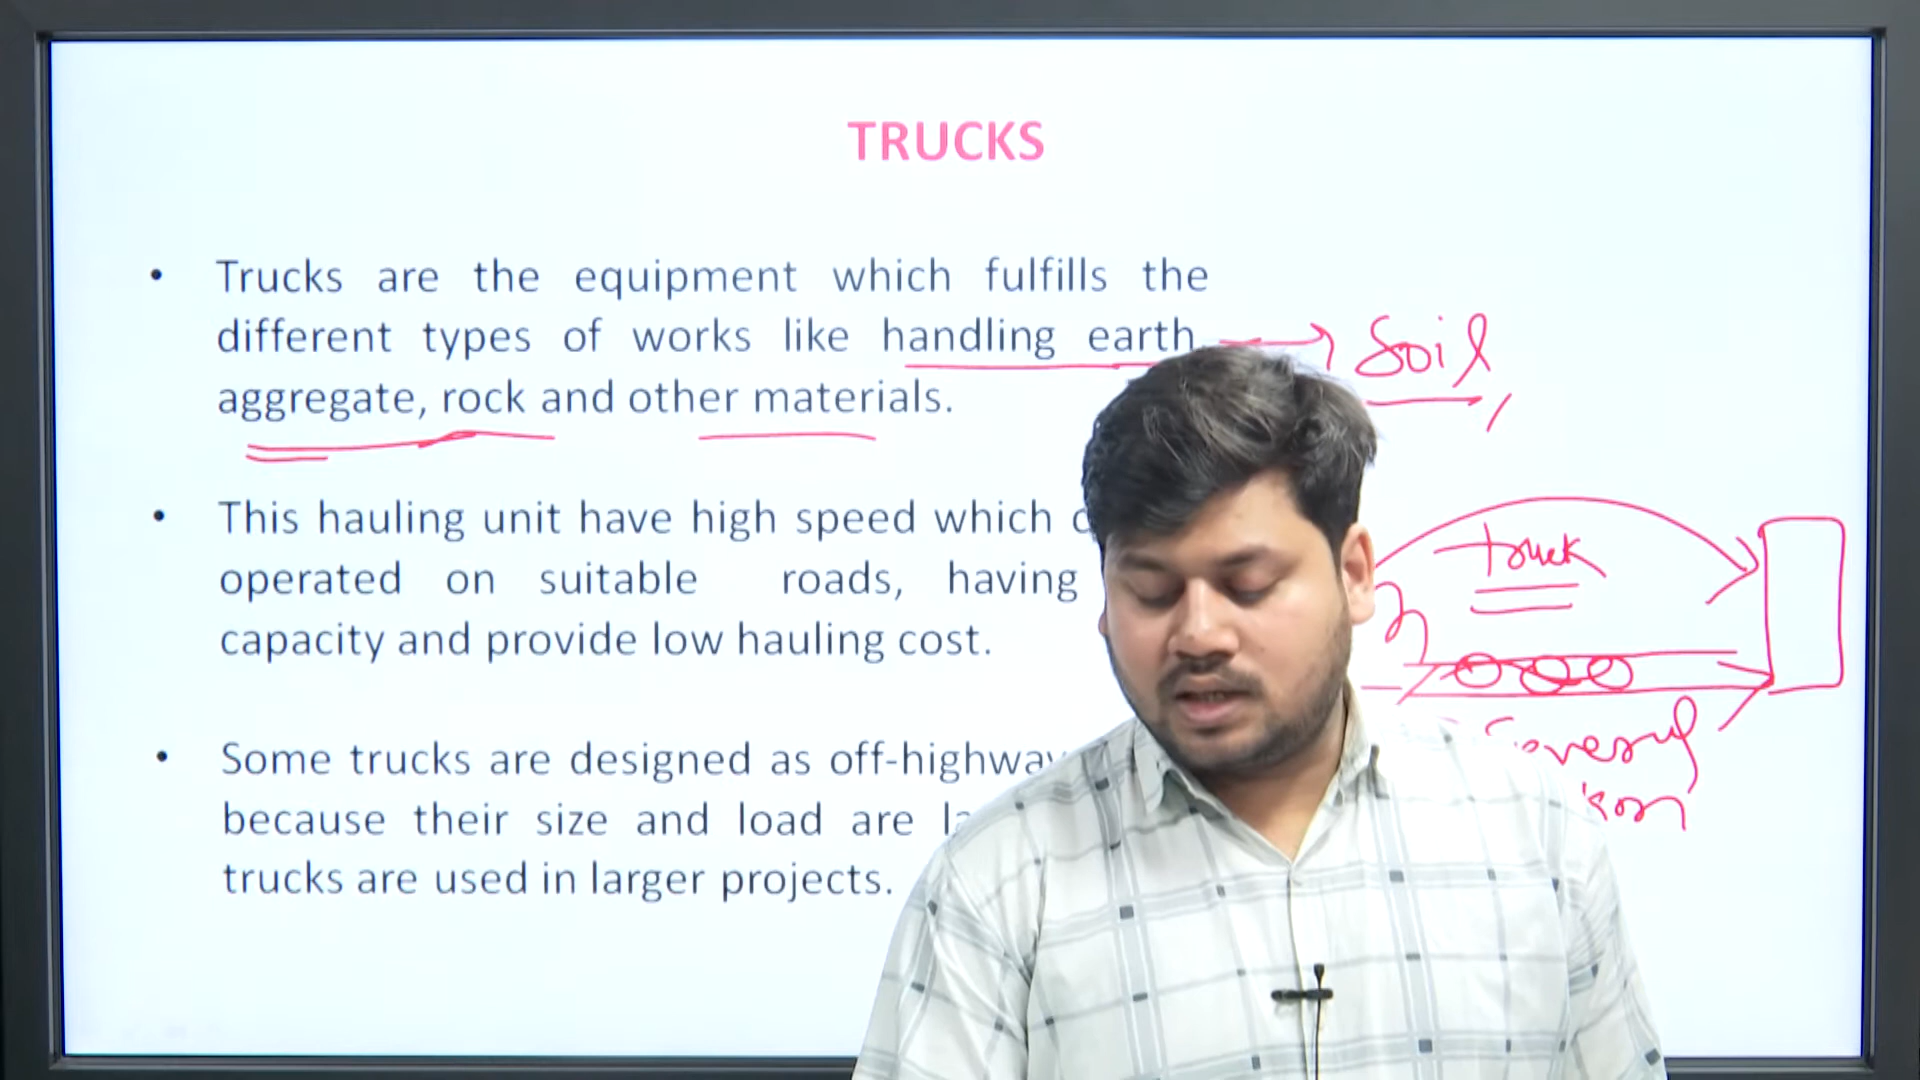 TRUCKS
• Trucks are the equipment which fulfills the
different types of works like handling earth
aggregate, rock and other materials.
Soil,
• This hauling unit have high speed which
operated on suitable roads, having
capacity and provide low hauling cost.
truck
• Some trucks are designed as off-highway
because their size and load are
trucks are used in larger projects.